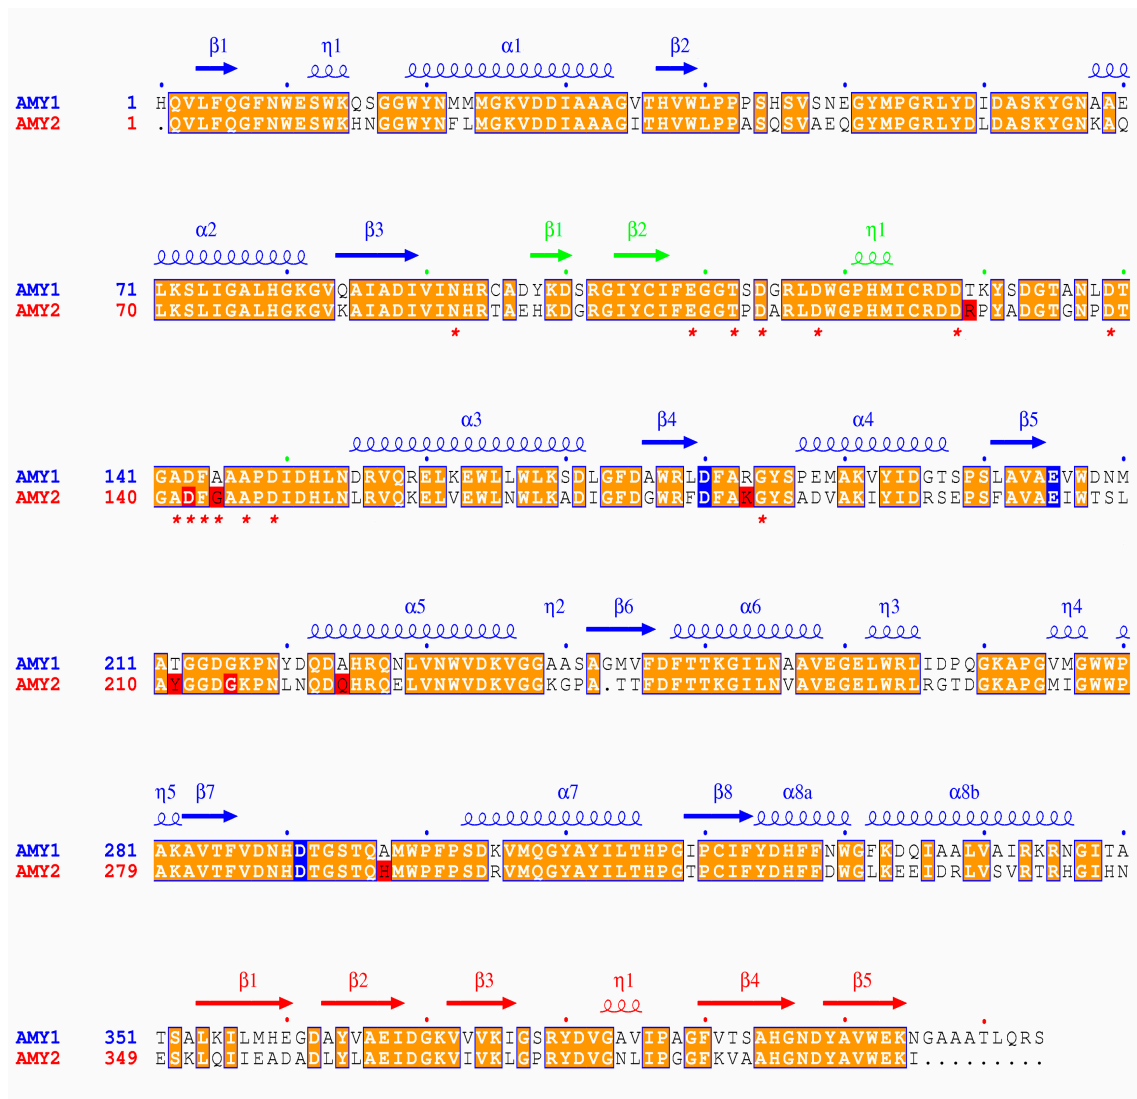 β1 η1 α1 β2
AMY1 1 HQVLFQGFNWESWKQSGGWYNMMMGKVDDIAAAGVTHVWLPPPSHSVSNEGYMPGRLYDIDASKYGNAAE
AMY2 1 .QVLFQGFNWESWKHNGGWYNFLMGKVDDIAAAGITHVWLPPASQSVAEQGYMPGRLYDLDASKYGNKAQ
α2 β3 β1 β2 η1
AMY1 71 LKSLIGALHGKGVQAIADIVINHRCADYKDSRGIYCIFEGGTSDGRLDWGPHMICRDDTKYSDGTANLDT
AMY2 70 LKSLIGALHGKGVKAIADIVINHRTAEHKDGRGIYCIFEGGTPDARLDWGPHMICRDDRPYADGTGNPDT
* * * * * * *
α3 β4 α4 β5
AMY1 141 GADFAAAPDIDHLNDRVQRELKEWLLWLKSDLGFDAWRLDFARGYSPEMAKVYIDGTSPSLAVAEVWDNM
AMY2 140 GADFGAAPDIDHLNLRVQKELVEWLNWLKADIGFDGWRFDFAKGYSADVAKIYIDRSEPSFAVAEIWTSL
* * * * * * *
α5 η2 β6 α6 η3 η4
AMY1 211 ATGGDGKPNYDQDAHRQNLVNWVDKVGGAASAGMVFDFTTKGILNAAVEGELWRLIDPQGKAPGVMGWWP
AMY2 210 AYGGDGKPNLNQDQHRQELVNWVDKVGGKGPA.TTFDFTTKGILNVAVEGELWRLRGTDGKAPGMIGWWP
η5 β7 α7 β8 α8a α8b
AMY1 281 AKAVTFVDNHDTGSTQAMWPFPSDKVMQGYAYILTHPGIPCIFYDHFFNWGFKDQIAALVAIRKRNGITA
AMY2 279 AKAVTFVDNHDTGSTQHMWPFPSDRVMQGYAYILTHPGTPCIFYDHFFDWGLKEEIDRLVSVRTRHGIHN
β1 β2 β3 η1 β4 β5
AMY1 351 TSALKILMHEGDAYVAEIDGKVVVKIGSRYDVGAVIPAGFVTSAHGNDYAVWEKNGAAATLQRS
AMY2 349 ESKLQIIEADADLYLAEIDGKVIVKLGPRYDVGNLIPGGFKVAAHGNDYAVWEKI.........